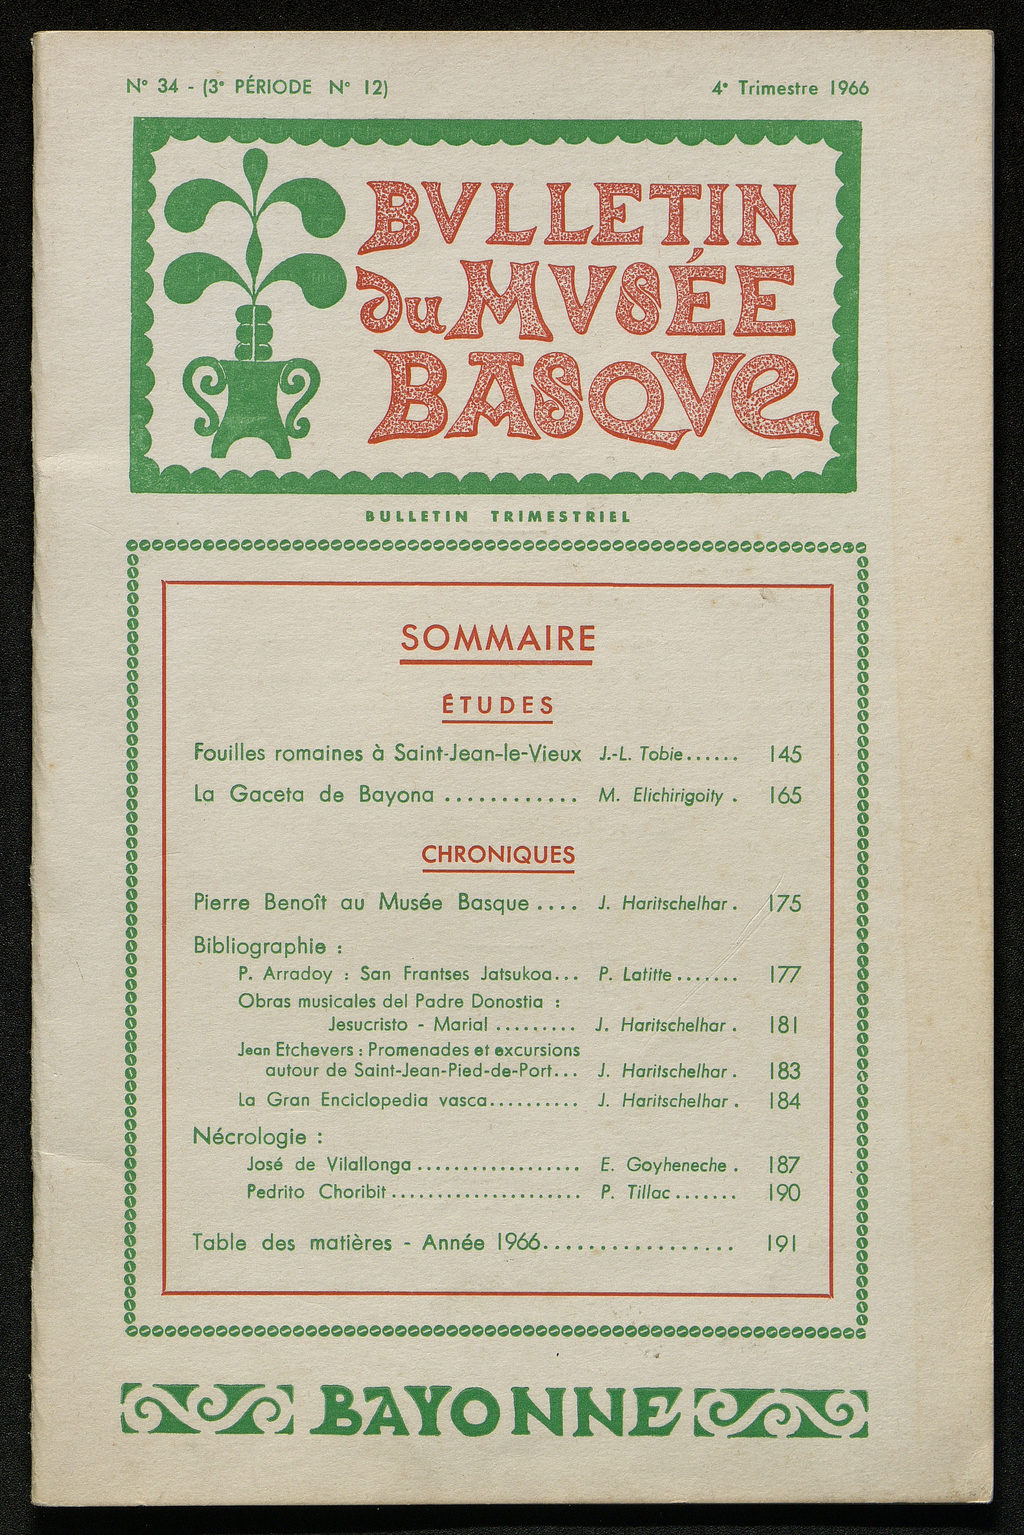 N° 34 - (3ᵉ PÉRIODE N° 12)
4ᵉ Trimestre 1966
BVLLETIN
du MVSÉE
BASQVE
BULLETIN TRIMESTRIEL
SOMMAIRE
ÉTUDES
Fouilles romaines à Saint-Jean-le-Vieux J.-L. Tobie...... 145
La Gaceta de Bayona ............ M. Elichirigoity . 165
CHRONIQUES
Pierre Benoît au Musée Basque .... J. Haritschelhar . 175
Bibliographie :
P. Arradoy : San Frantses Jatsukoa... P. Latitte ....... 177
Obras musicales del Padre Donostia :
Jesucristo - Marial ......... J. Haritschelhar . 181
Jean Etchevers : Promenades et excursions
autour de Saint-Jean-Pied-de-Port... J. Haritschelhar . 183
La Gran Enciclopedia vasca.......... J. Haritschelhar . 184
Nécrologie :
José de Vilallonga .................. E. Goyheneche . 187
Pedrito Choribit ..................... P. Tillac ....... 190
Table des matières - Année 1966................. 191
BAYONNE